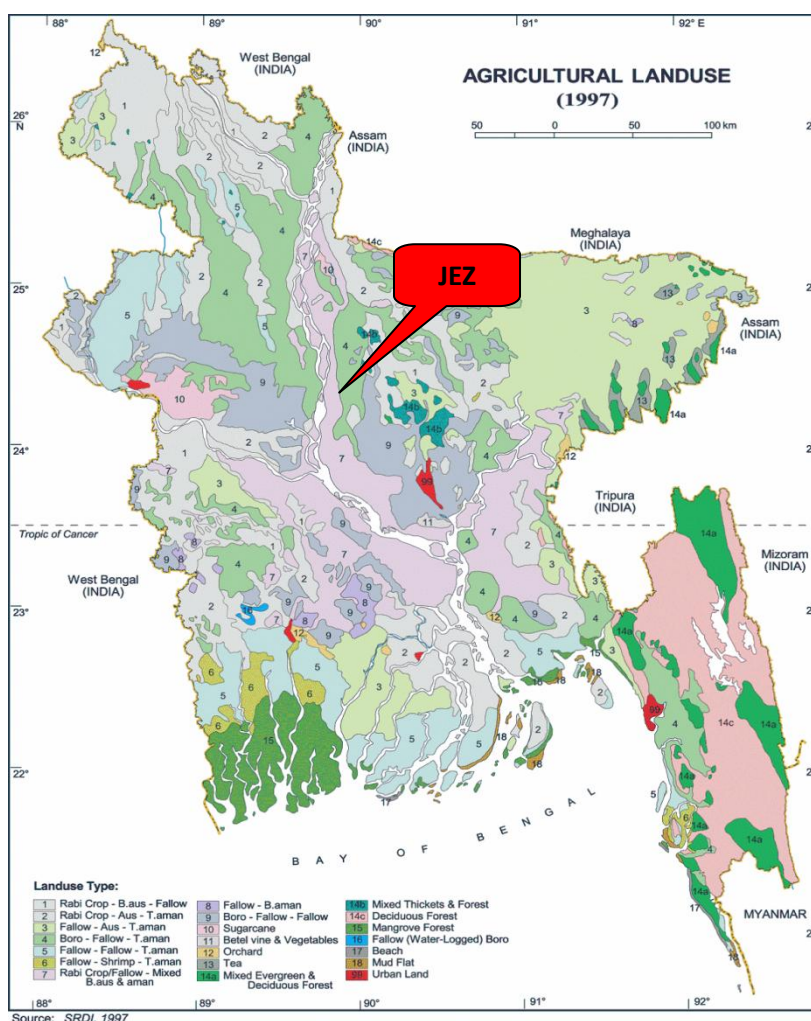 88° 89° 90° 91° 92° E
12
West Bengal
(INDIA)
AGRICULTURAL LANDUSE
(1997)
50 0 50 100 km
26°
N
Assam
(INDIA)
Meghalaya
(INDIA)
JEZ
25°
Assam
(INDIA)
24°
Tripura
(INDIA)
Tropic of Cancer
Mizoram
(INDIA)
West Bengal
(INDIA)
23°
22°
BAY OF BENGAL
MYANMAR
Landuse Type:
1 Rabi Crop - B.aus - Fallow
2 Rabi Crop - Aus - T.aman
3 Fallow - Aus - T.aman
4 Boro - Fallow - T.aman
5 Fallow - Fallow - T.aman
6 Fallow - Shrimp - T.aman
7 Rabi Crop/Fallow - Mixed
B.aus & aman
8 Fallow - B.aman
9 Boro - Fallow - Fallow
10 Sugarcane
11 Betel vine & Vegetables
12 Orchard
13 Tea
14a Mixed Evergreen &
Deciduous Forest
14b Mixed Thickets & Forest
14c Deciduous Forest
15 Mangrove Forest
16 Fallow (Water-Logged) Boro
17 Beach
18 Mud Flat
99 Urban Land
88° 89° 90° 91° 92°
Source: SRDI, 1997